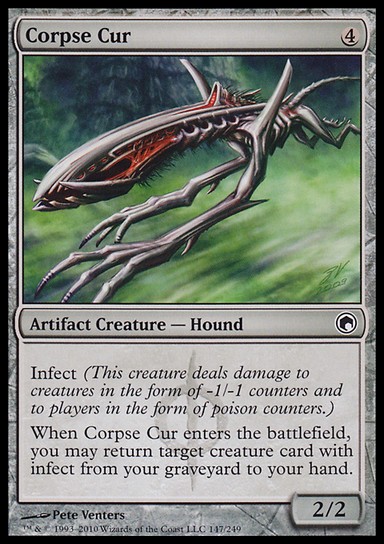 Corpse Cur 4
Artifact Creature — Hound
Infect (This creature deals damage to
creatures in the form of -1/-1 counters and
to players in the form of poison counters.)
When Corpse Cur enters the battlefield,
you may return target creature card with
infect from your graveyard to your hand.
Pete Venters
™ & © 1993–2010 Wizards of the Coast LLC 147/249
2/2